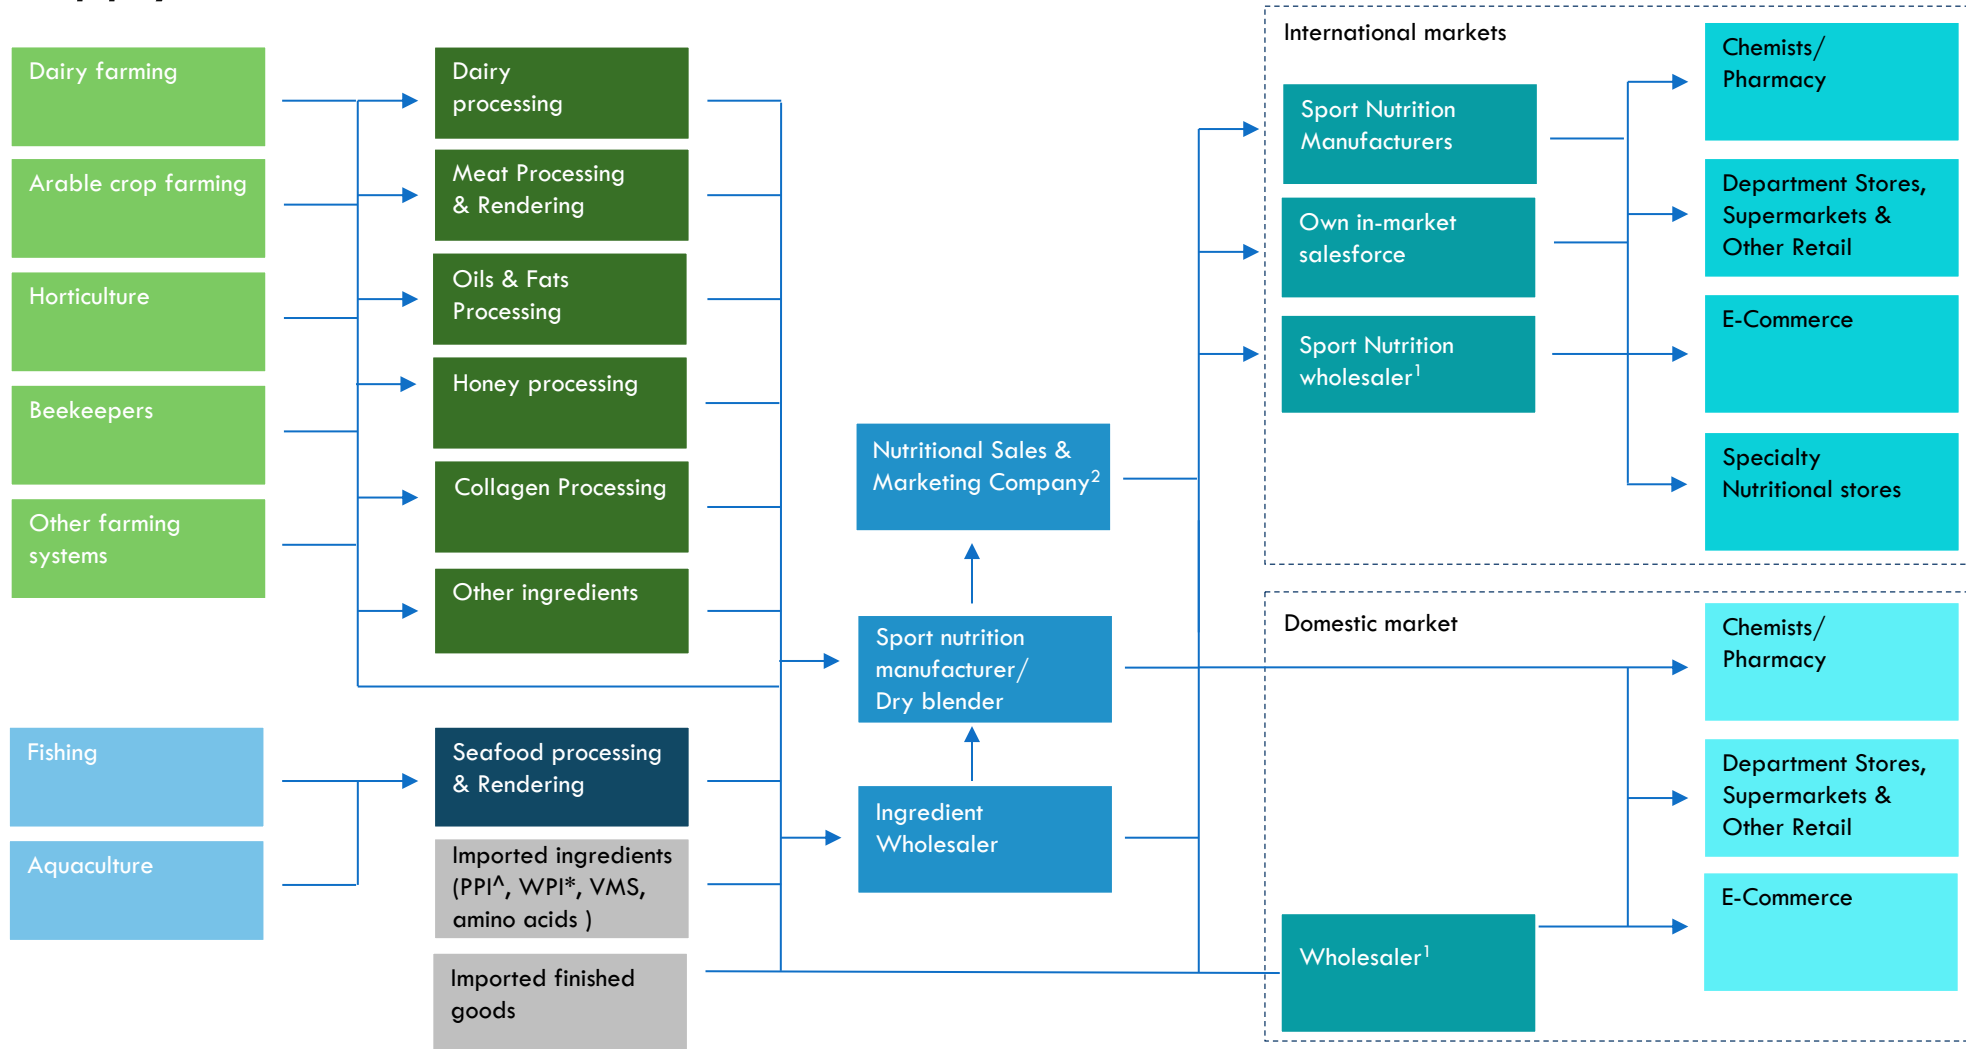 Dairy farming
Arable crop farming
Horticulture
Beekeepers
Other farming
systems
Fishing
Aquaculture
Dairy
processing
Meat Processing
& Rendering
Oils & Fats
Processing
Honey processing
Collagen Processing
Other ingredients
Seafood processing
& Rendering
Imported ingredients
(PPI^, WPI*, VMS,
amino acids )
Imported finished
goods
Nutritional Sales &
Marketing Company2
Sport nutrition
manufacturer/
Dry blender
Ingredient
Wholesaler
International markets
Sport Nutrition
Manufacturers
Own in-market
salesforce
Sport Nutrition
wholesaler1
Chemists/
Pharmacy
Department Stores,
Supermarkets &
Other Retail
E-Commerce
Specialty
Nutritional stores
Domestic market
Wholesaler1
Chemists/
Pharmacy
Department Stores,
Supermarkets &
Other Retail
E-Commerce